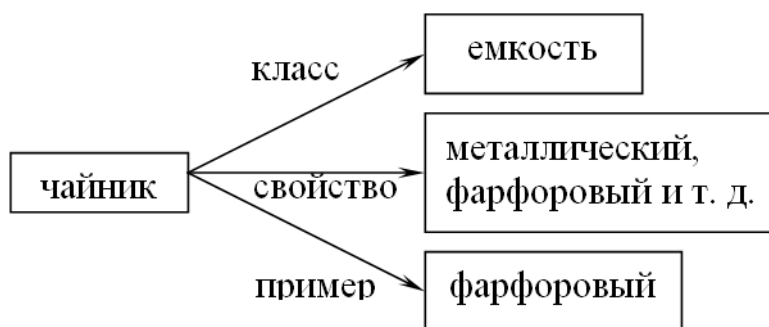 емкость
класс
металлический,
фарфоровый и т. д.
чайник
свойство
пример
фарфоровый